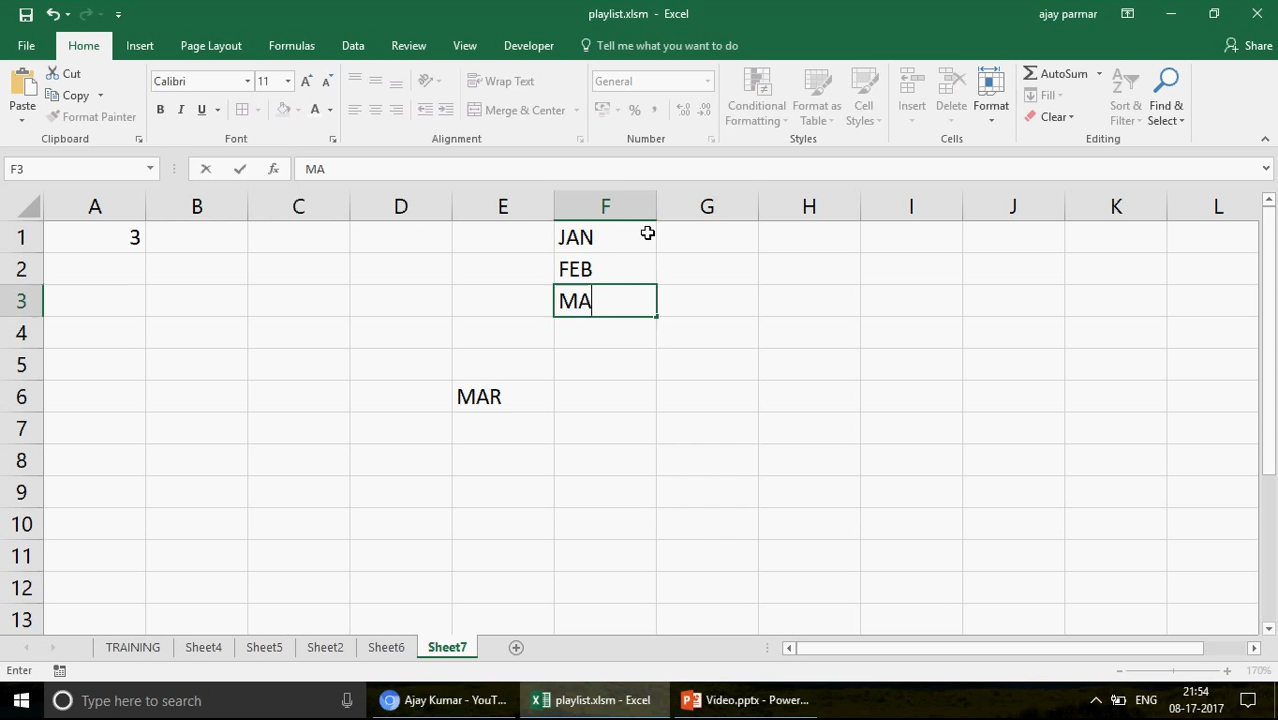 playlist.xlsm - Excel
ajay parmar
File Home Insert Page Layout Formulas Data Review View Developer Tell me what you want to do Share
Paste
Cut
Copy
Format Painter
Clipboard
Calibri 11
B I U
Font
Wrap Text
Merge & Center
Alignment
General
%
Number
Conditional Formatting
Format as Table
Cell Styles
Styles
Insert Delete Format
Cells
AutoSum
Fill
Clear
Sort & Filter
Find & Select
Editing
F3 fx MA
A B C D E F G H I J K L
1 3 JAN
2 FEB
3 MA
4
5
6 MAR
7
8
9
10
11
12
13
TRAINING Sheet4 Sheet5 Sheet2 Sheet6 Sheet7
Enter 170%
Type here to search Ajay Kumar - YouT... playlist.xlsm - Excel Video.pptx - Power... ENG 21:54
08-17-2017